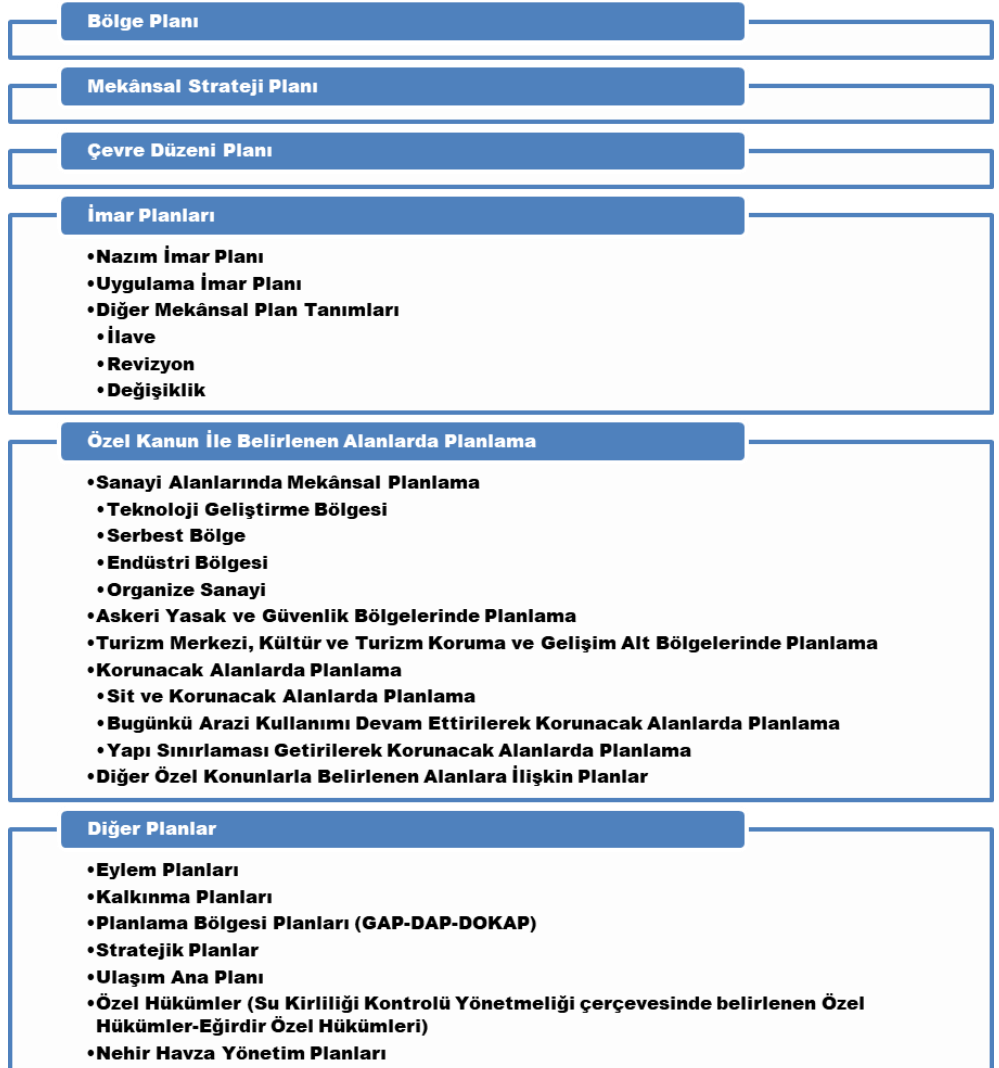 Bölge Planı
Mekânsal Strateji Planı
Çevre Düzeni Planı
İmar Planları
•Nazım İmar Planı
•Uygulama İmar Planı
•Diğer Mekânsal Plan Tanımları
•İlave
•Revizyon
•Değişiklik
Özel Kanun İle Belirlenen Alanlarda Planlama
•Sanayi Alanlarında Mekânsal Planlama
•Teknoloji Geliştirme Bölgesi
•Serbest Bölge
•Endüstri Bölgesi
•Organize Sanayi
•Askeri Yasak ve Güvenlik Bölgelerinde Planlama
•Turizm Merkezi, Kültür ve Turizm Koruma ve Gelişim Alt Bölgelerinde Planlama
•Korunacak Alanlarda Planlama
•Sit ve Korunacak Alanlarda Planlama
•Bugünkü Arazi Kullanımı Devam Ettirilerek Korunacak Alanlarda Planlama
•Yapı Sınırlaması Getirilerek Korunacak Alanlarda Planlama
•Diğer Özel Konunlarla Belirlenen Alanlara İlişkin Planlar
Diğer Planlar
•Eylem Planları
•Kalkınma Planları
•Planlama Bölgesi Planları (GAP-DAP-DOKAP)
•Stratejik Planlar
•Ulaşım Ana Planı
•Özel Hükümler (Su Kirliliği Kontrolü Yönetmeliği çerçevesinde belirlenen Özel
Hükümler-Eğirdir Özel Hükümleri)
•Nehir Havza Yönetim Planları